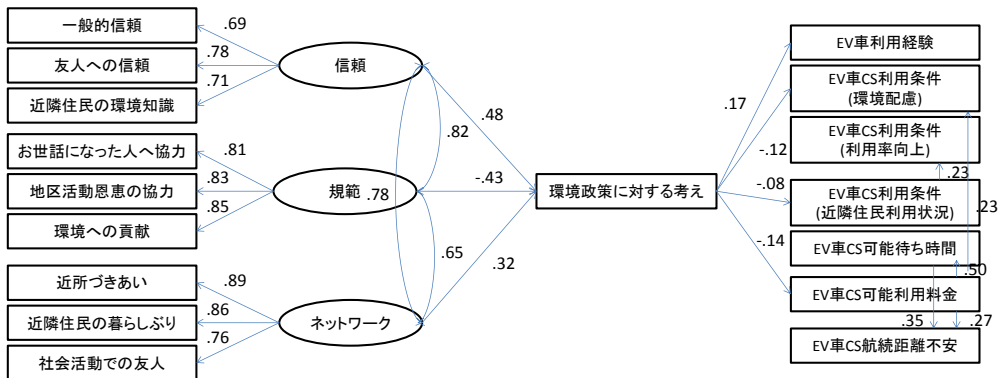 一般的信頼
友人への信頼
近隣住民の環境知識
お世話になった人へ協力
地区活動恩恵の協力
環境への貢献
近所づきあい
近隣住民の暮らしぶり
社会活動での友人
.69
.78
.71
.81
.83
.85
.89
.86
.76
信頼
規範
ネットワーク
.82
.78
.65
.48
-.43
.32
環境政策に対する考え
.17
-.12
-.08
-.14
EV車利用経験
EV車CS利用条件
(環境配慮)
EV車CS利用条件
(利用率向上)
.23
EV車CS利用条件
(近隣住民利用状況)
.23
EV車CS可能待ち時間
.50
EV車CS可能利用料金
.35
.27
EV車CS航続距離不安